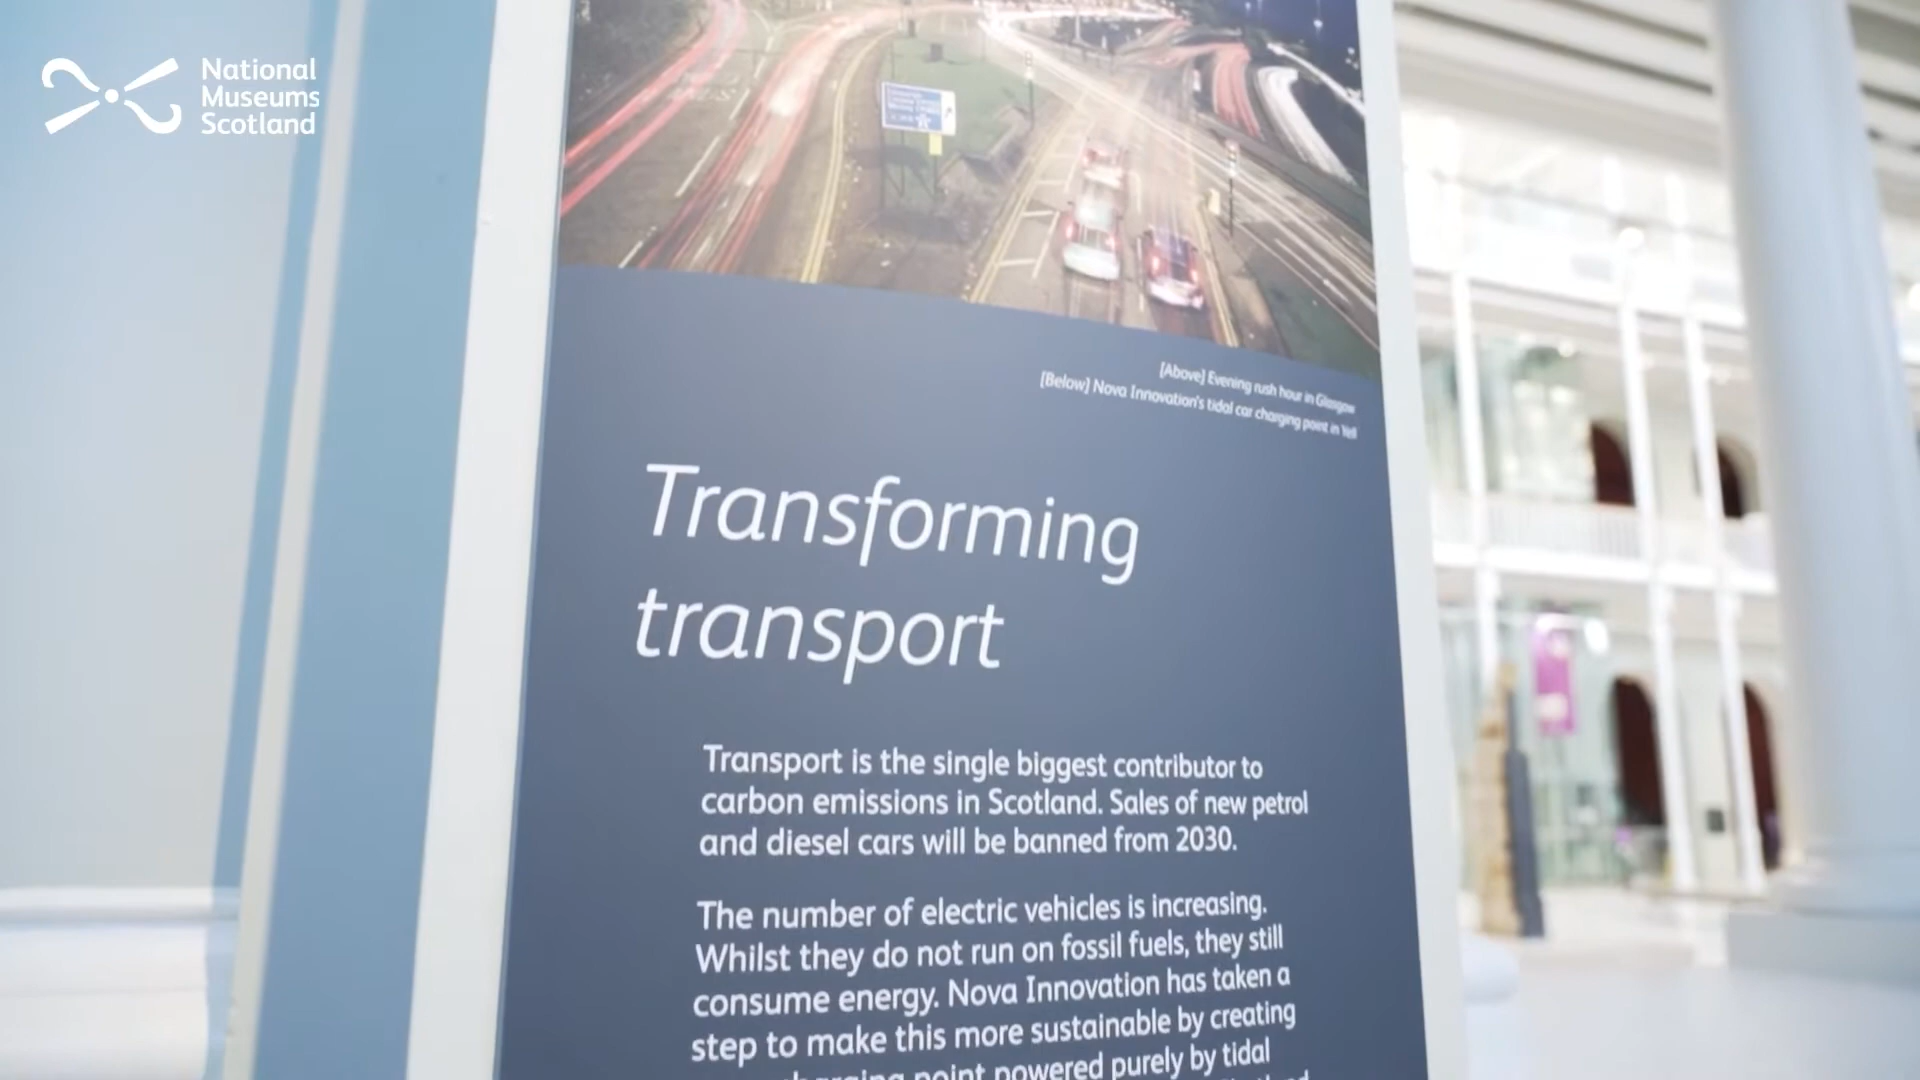 National
Museums
Scotland
[Above] Evening rush hour in Glasgow
[Below] Nova Innovation's tidal car charging point in Yell
Transforming
transport
Transport is the single biggest contributor to
carbon emissions in Scotland. Sales of new petrol
and diesel cars will be banned from 2030.
The number of electric vehicles is increasing.
Whilst they do not run on fossil fuels, they still
consume energy. Nova Innovation has taken a
step to make this more sustainable by creating
charging point powered purely by tidal